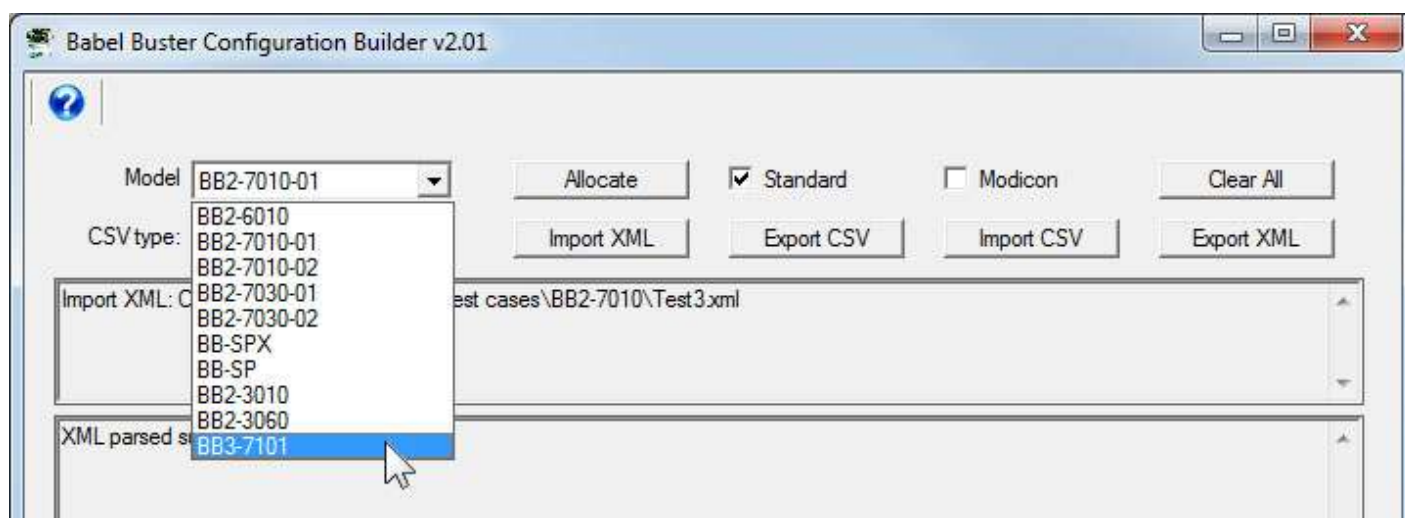 Babel Buster Configuration Builder v2.01
Model BB2-7010-01 Allocate Standard Modicon Clear All
CSV type: Import XML Export CSV Import CSV Export XML
BB2-6010
BB2-7010-01
BB2-7010-02
BB2-7030-01
BB2-7030-02
BB-SPX
BB-SP
BB2-3010
BB2-3060
BB3-7101
Import XML: C est cases\BB2-7010\Test3.xml
XML parsed s